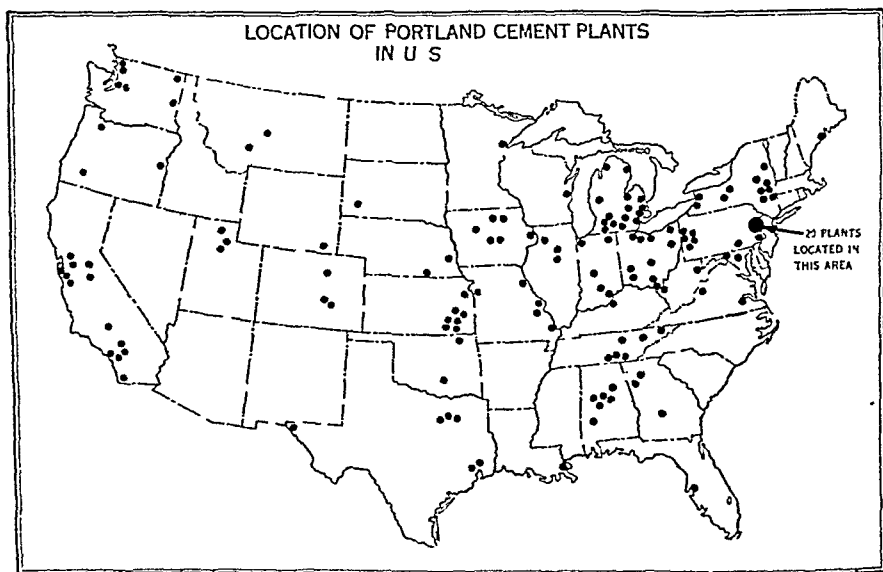 LOCATION OF PORTLAND CEMENT PLANTS
IN U S
PLANTS
LOCATED IN
THIS AREA